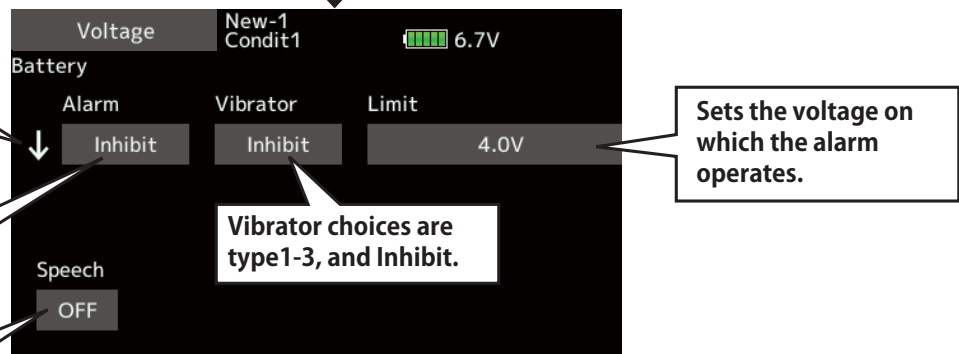 Voltage
New-1
Condit1
6.7V
Battery
Alarm
Vibrator
Limit
↓
Inhibit
Inhibit
4.0V
Sets the voltage on
which the alarm
operates.
Vibrator choices are
type1-3, and Inhibit.
Speech
OFF